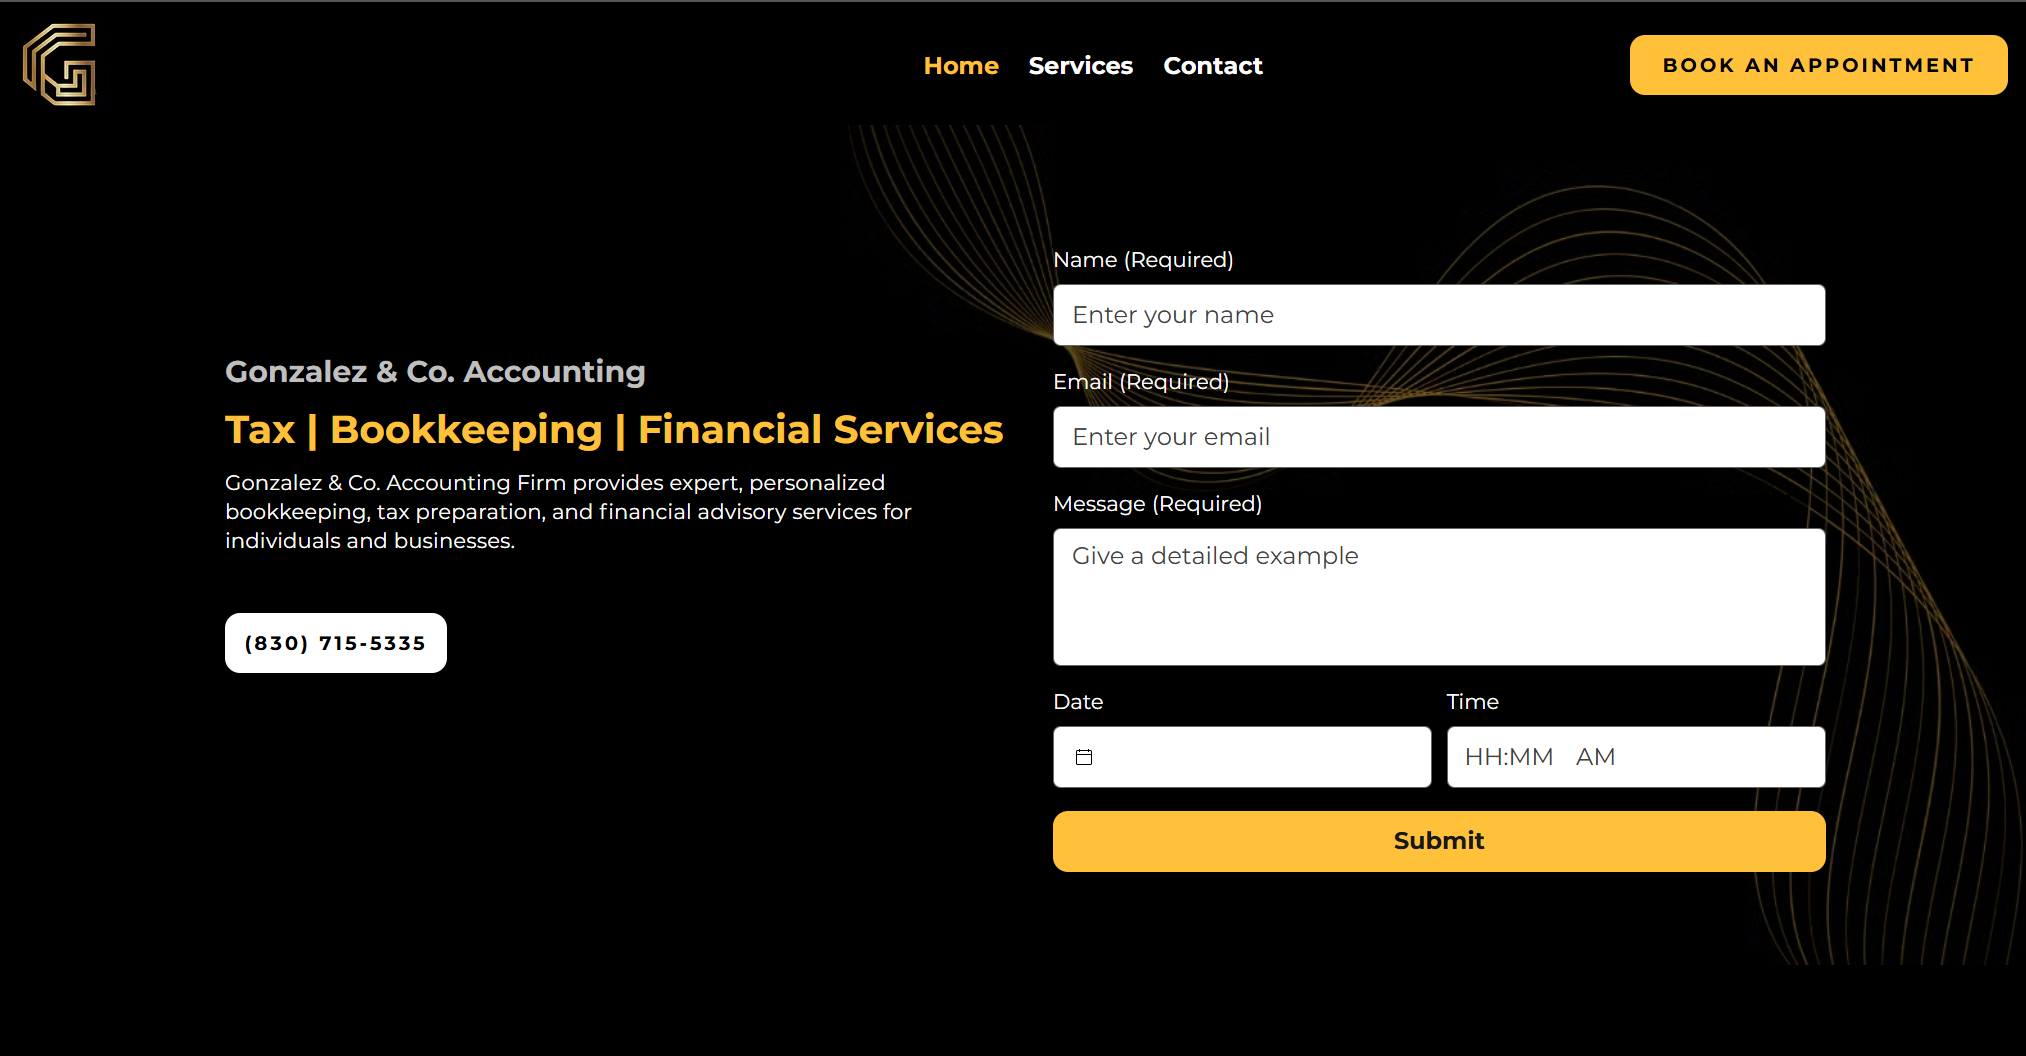 Home Services Contact
BOOK AN APPOINTMENT
Gonzalez & Co. Accounting
Tax | Bookkeeping | Financial Services
Gonzalez & Co. Accounting Firm provides expert, personalized
bookkeeping, tax preparation, and financial advisory services for
individuals and businesses.
(830) 715-5335
Name (Required)
Enter your name
Email (Required)
Enter your email
Message (Required)
Give a detailed example
Date
Time
HH:MM AM
Submit